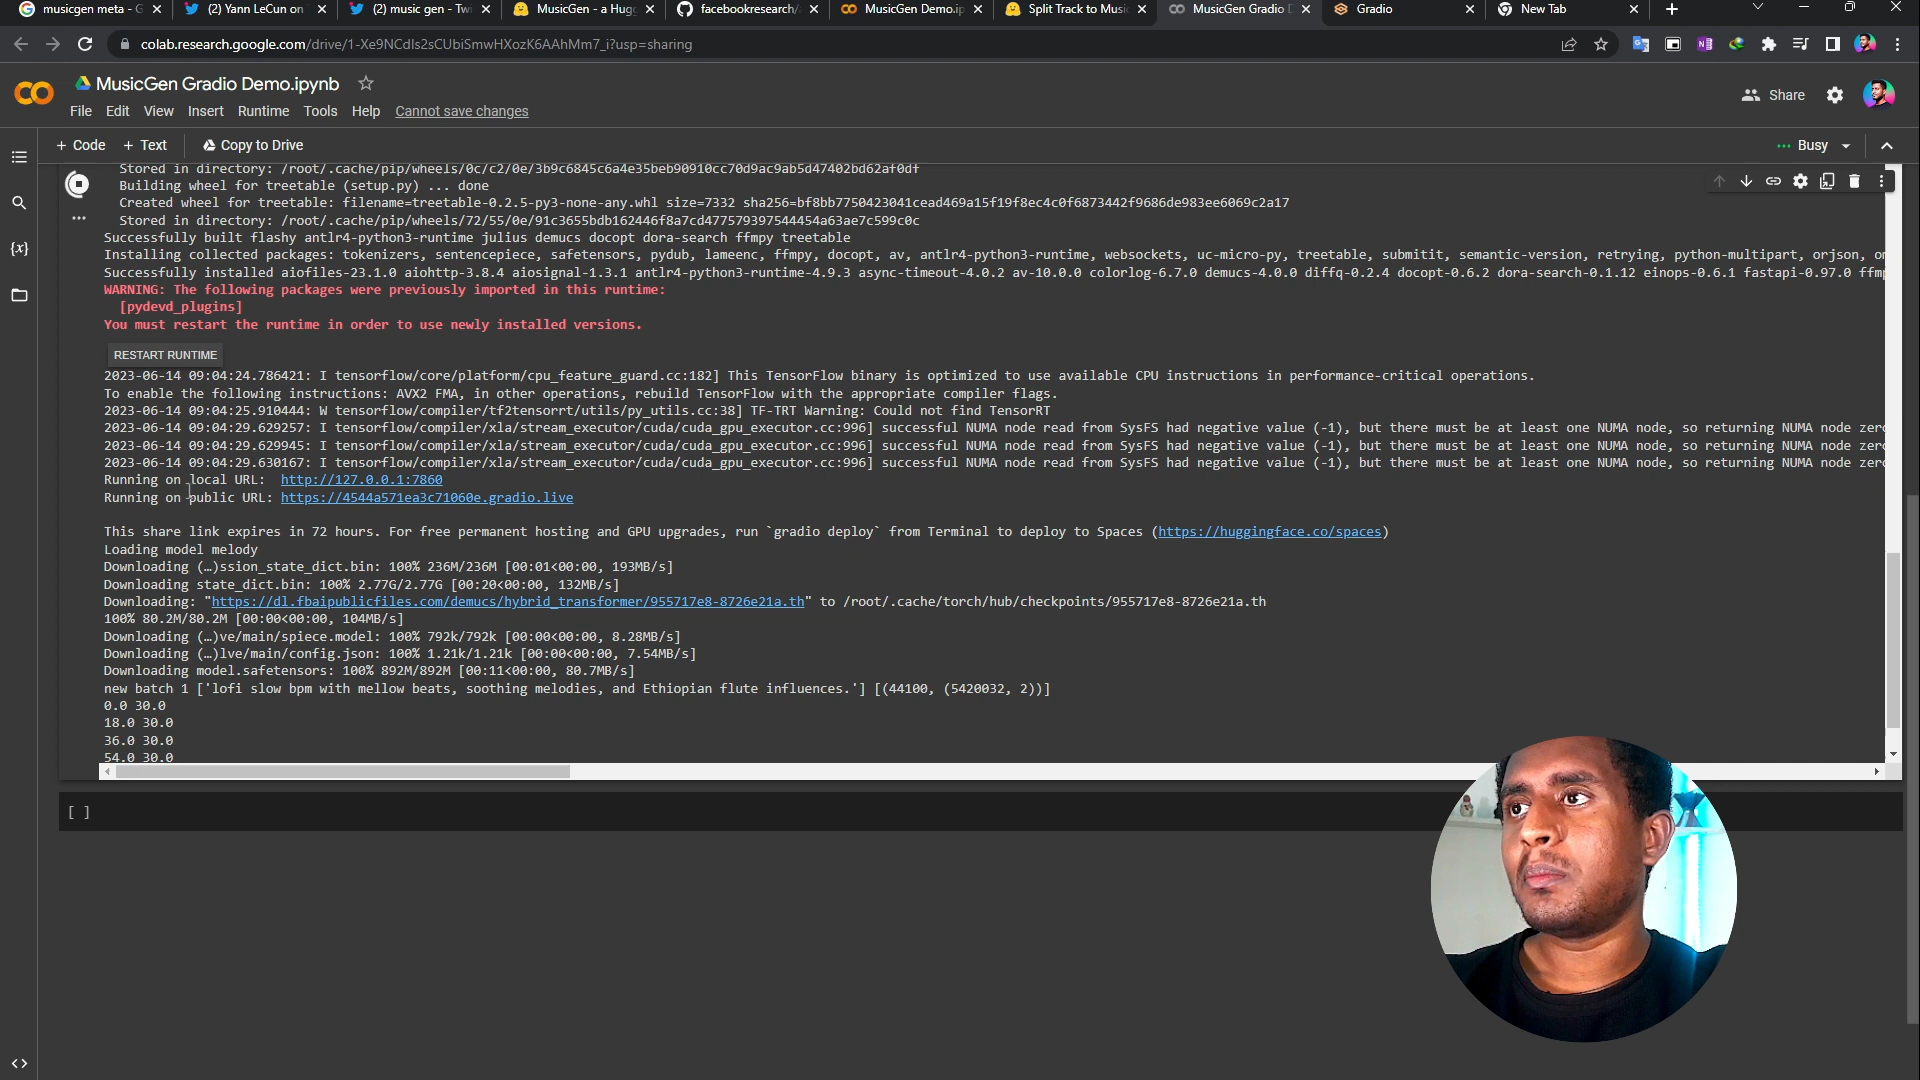 musicgen meta - G
(2) Yann LeCun on
(2) music gen - Twi
MusicGen - a Hugg
facebookresearch/
MusicGen Demo.ip
Split Track to Music
MusicGen Gradio D
Gradio
New Tab
colab.research.google.com/drive/1-Xe9NCdls2sCUbiSmwHXozK6AAhMm7_i?usp=sharing
MusicGen Gradio Demo.ipynb
Share
File Edit View Insert Runtime Tools Help Cannot save changes
+ Code + Text Copy to Drive
Busy
Stored in directory: /root/.cache/pip/wheels/0c/c2/0e/3b9c6845c6a4e35beb90910cc70d9ac9ab5d47402bd62af0df
Building wheel for treetable (setup.py) ... done
Created wheel for treetable: filename=treetable-0.2.5-py3-none-any.whl size=7332 sha256=bf8bb7750423041cead469a15f19f8ec4c0f6873442f9686de983ee6069c2a17
Stored in directory: /root/.cache/pip/wheels/72/55/0e/91c3655bdb162446f8a7cd477579397544454a63ae7c599c0c
Successfully built flashy antlr4-python3-runtime julius demucs docopt dora-search ffmpy treetable
Installing collected packages: tokenizers, sentencepiece, safetensors, pydub, lameenc, ffmpy, docopt, av, antlr4-python3-runtime, websockets, uc-micro-py, treetable, submitit, semantic-version, retrying, python-multipart, orjson, on
Successfully installed aiofiles-23.1.0 aiohttp-3.8.4 aiosignal-1.3.1 antlr4-python3-runtime-4.9.3 async-timeout-4.0.2 av-10.0.0 colorlog-6.7.0 demucs-4.0.0 diffq-0.2.4 docopt-0.6.2 dora-search-0.1.12 einops-0.6.1 fastapi-0.97.0 ffmp
WARNING: The following packages were previously imported in this runtime:
[pydevd_plugins]
You must restart the runtime in order to use newly installed versions.
RESTART RUNTIME
2023-06-14 09:04:24.786421: I tensorflow/core/platform/cpu_feature_guard.cc:182] This TensorFlow binary is optimized to use available CPU instructions in performance-critical operations.
To enable the following instructions: AVX2 FMA, in other operations, rebuild TensorFlow with the appropriate compiler flags.
2023-06-14 09:04:25.910444: W tensorflow/compiler/tf2tensorrt/utils/py_utils.cc:38] TF-TRT Warning: Could not find TensorRT
2023-06-14 09:04:29.629257: I tensorflow/compiler/xla/stream_executor/cuda/cuda_gpu_executor.cc:996] successful NUMA node read from SysFS had negative value (-1), but there must be at least one NUMA node, so returning NUMA node zero
2023-06-14 09:04:29.629945: I tensorflow/compiler/xla/stream_executor/cuda/cuda_gpu_executor.cc:996] successful NUMA node read from SysFS had negative value (-1), but there must be at least one NUMA node, so returning NUMA node zero
2023-06-14 09:04:29.630167: I tensorflow/compiler/xla/stream_executor/cuda/cuda_gpu_executor.cc:996] successful NUMA node read from SysFS had negative value (-1), but there must be at least one NUMA node, so returning NUMA node zero
Running on local URL: http://127.0.0.1:7860
Running on public URL: https://4544a571ea3c71060e.gradio.live
This share link expires in 72 hours. For free permanent hosting and GPU upgrades, run `gradio deploy` from Terminal to deploy to Spaces (https://huggingface.co/spaces)
Loading model melody
Downloading (…)ssion_state_dict.bin: 100% 236M/236M [00:01<00:00, 193MB/s]
Downloading state_dict.bin: 100% 2.77G/2.77G [00:20<00:00, 132MB/s]
Downloading: "https://dl.fbaipublicfiles.com/demucs/hybrid_transformer/955717e8-8726e21a.th" to /root/.cache/torch/hub/checkpoints/955717e8-8726e21a.th
100% 80.2M/80.2M [00:00<00:00, 104MB/s]
Downloading (…)ve/main/spiece.model: 100% 792k/792k [00:00<00:00, 8.28MB/s]
Downloading (…)lve/main/config.json: 100% 1.21k/1.21k [00:00<00:00, 7.54MB/s]
Downloading model.safetensors: 100% 892M/892M [00:11<00:00, 80.7MB/s]
new batch 1 ['lofi slow bpm with mellow beats, soothing melodies, and Ethiopian flute influences.'] [(44100, (5420032, 2))]
0.0 30.0
18.0 30.0
36.0 30.0
54.0 30.0
[ ]